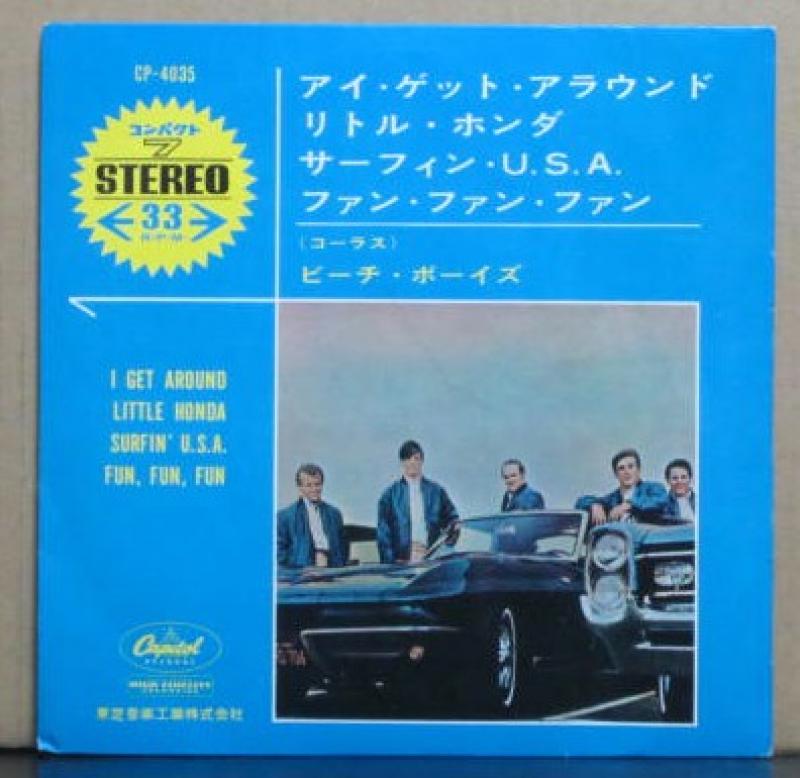 CP-4035
コンパクト
7
STEREO
33
R・P・M
アイ・ゲット・アラウンド
リトル・ホンダ
サーフィン・U.S.A.
ファン・ファン・ファン
(コーラス)
ビーチ・ボーイズ
I GET AROUND
LITTLE HONDA
SURFIN' U.S.A.
FUN, FUN, FUN
Capitol
RECORDS
東芝音楽工業株式会社